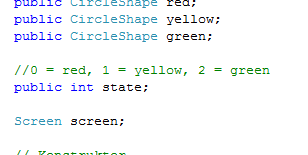 public CircleShape red;
public CircleShape yellow;
public CircleShape green;
//0 = red, 1 = yellow, 2 = green
public int state;
Screen screen;
// Konstruktor